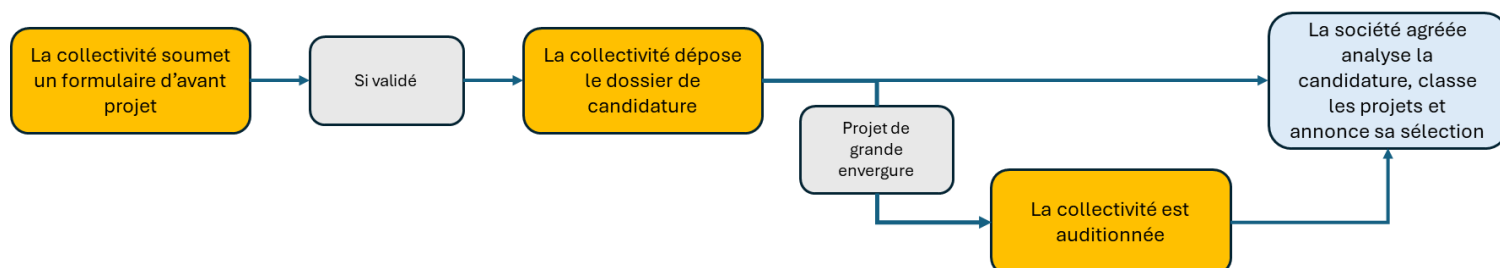 La collectivité soumet
un formulaire d’avant
projet
Si validé
La collectivité dépose
le dossier de
candidature
Projet de
grande
envergure
La collectivité est
auditionnée
La société agréée
analyse la
candidature, classe
les projets et
annonce sa sélection